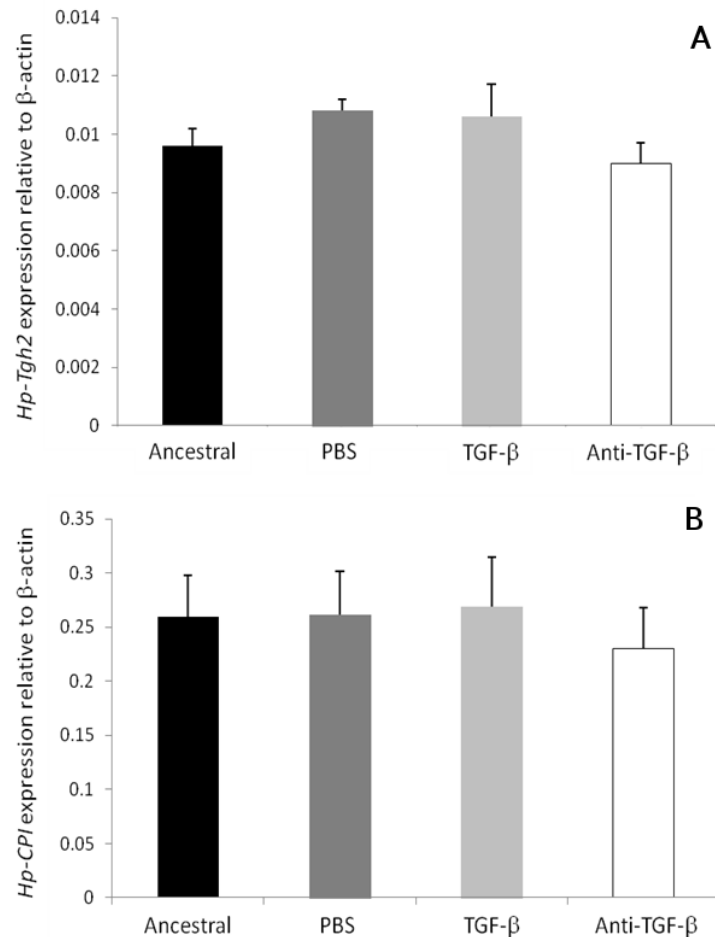 A
Hp-Tgh2 expression relative to β-actin
0.014
0.012
0.01
0.008
0.006
0.004
0.002
0
Ancestral PBS TGF-β Anti-TGF-β
B
Hp-CPI expression relative to β-actin
0.35
0.3
0.25
0.2
0.15
0.1
0.05
0
Ancestral PBS TGF-β Anti-TGF-β